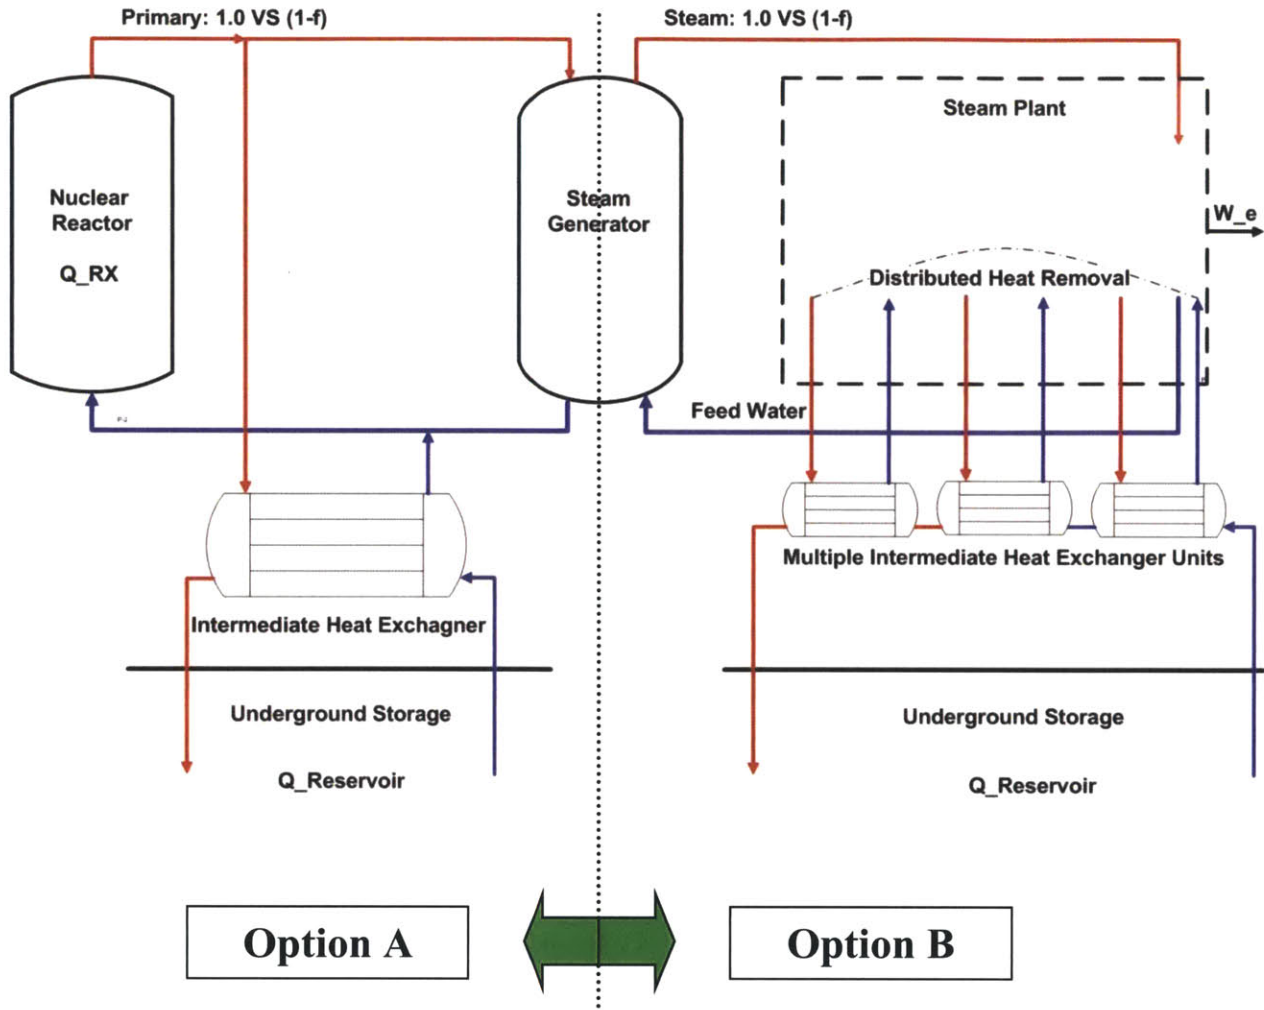 Primary: 1.0 VS (1-f)
Steam: 1.0 VS (1-f)
Steam Plant
Nuclear
Reactor
Q_RX
Steam
Generator
W_e
Distributed Heat Removal
Feed Water
Multiple Intermediate Heat Exchanger Units
Intermediate Heat Exchagner
Underground Storage
Q_Reservoir
Underground Storage
Q_Reservoir
Option A
Option B